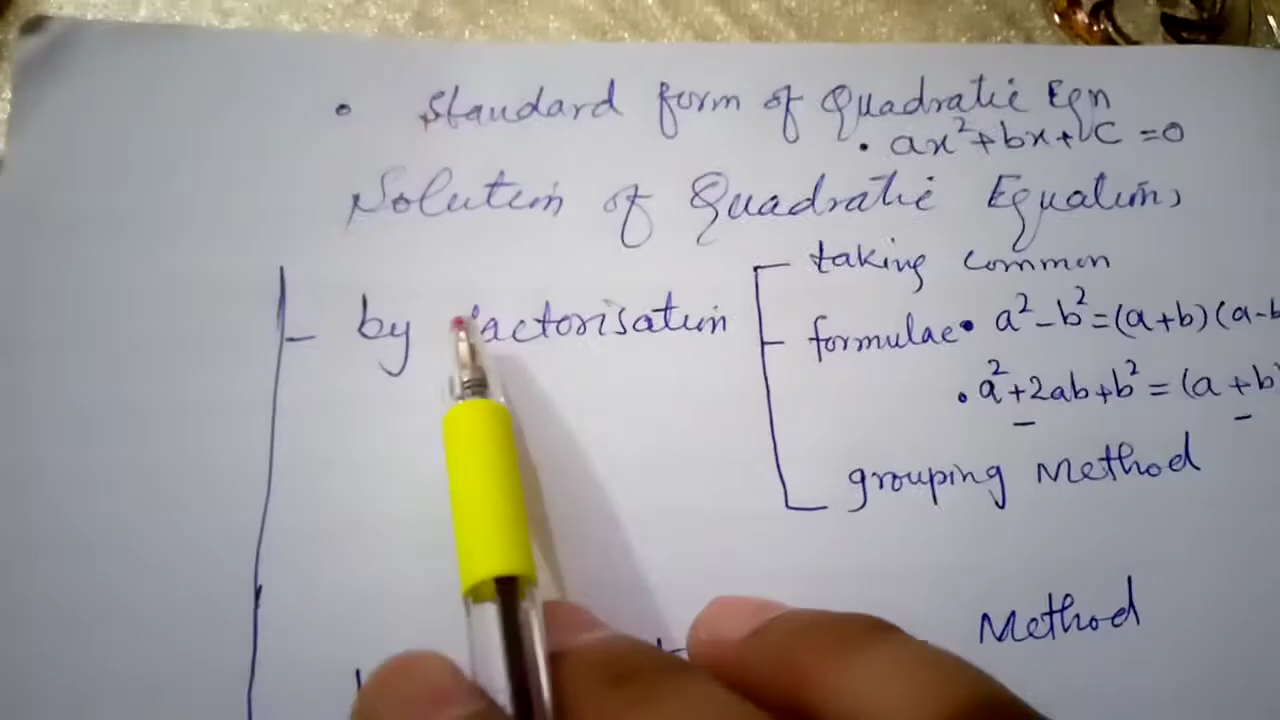 • Standard form of Quadratic Eqn
• ax²+bx+c =0
Solution of Quadratic Equations
by factorisation
taking common
formulae • a²-b²=(a+b)(a-b
• a²+2ab+b²=(a+b)
grouping Method
Method